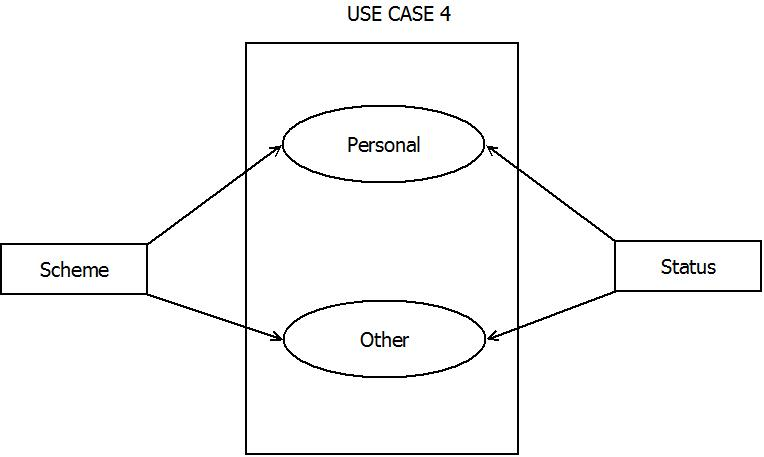 USE CASE 4
Personal
Scheme
Status
Other